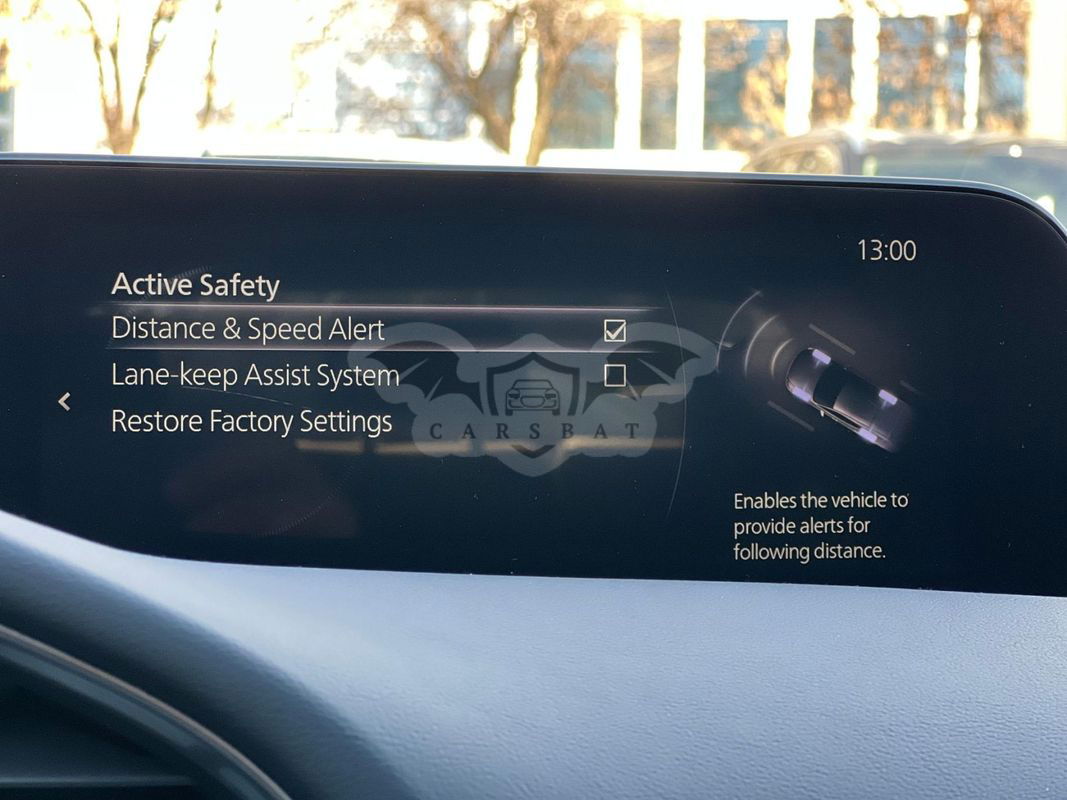 13:00
Active Safety
Distance & Speed Alert
Lane-keep Assist System
Restore Factory Settings
CARSBAT
Enables the vehicle to
provide alerts for
following distance.